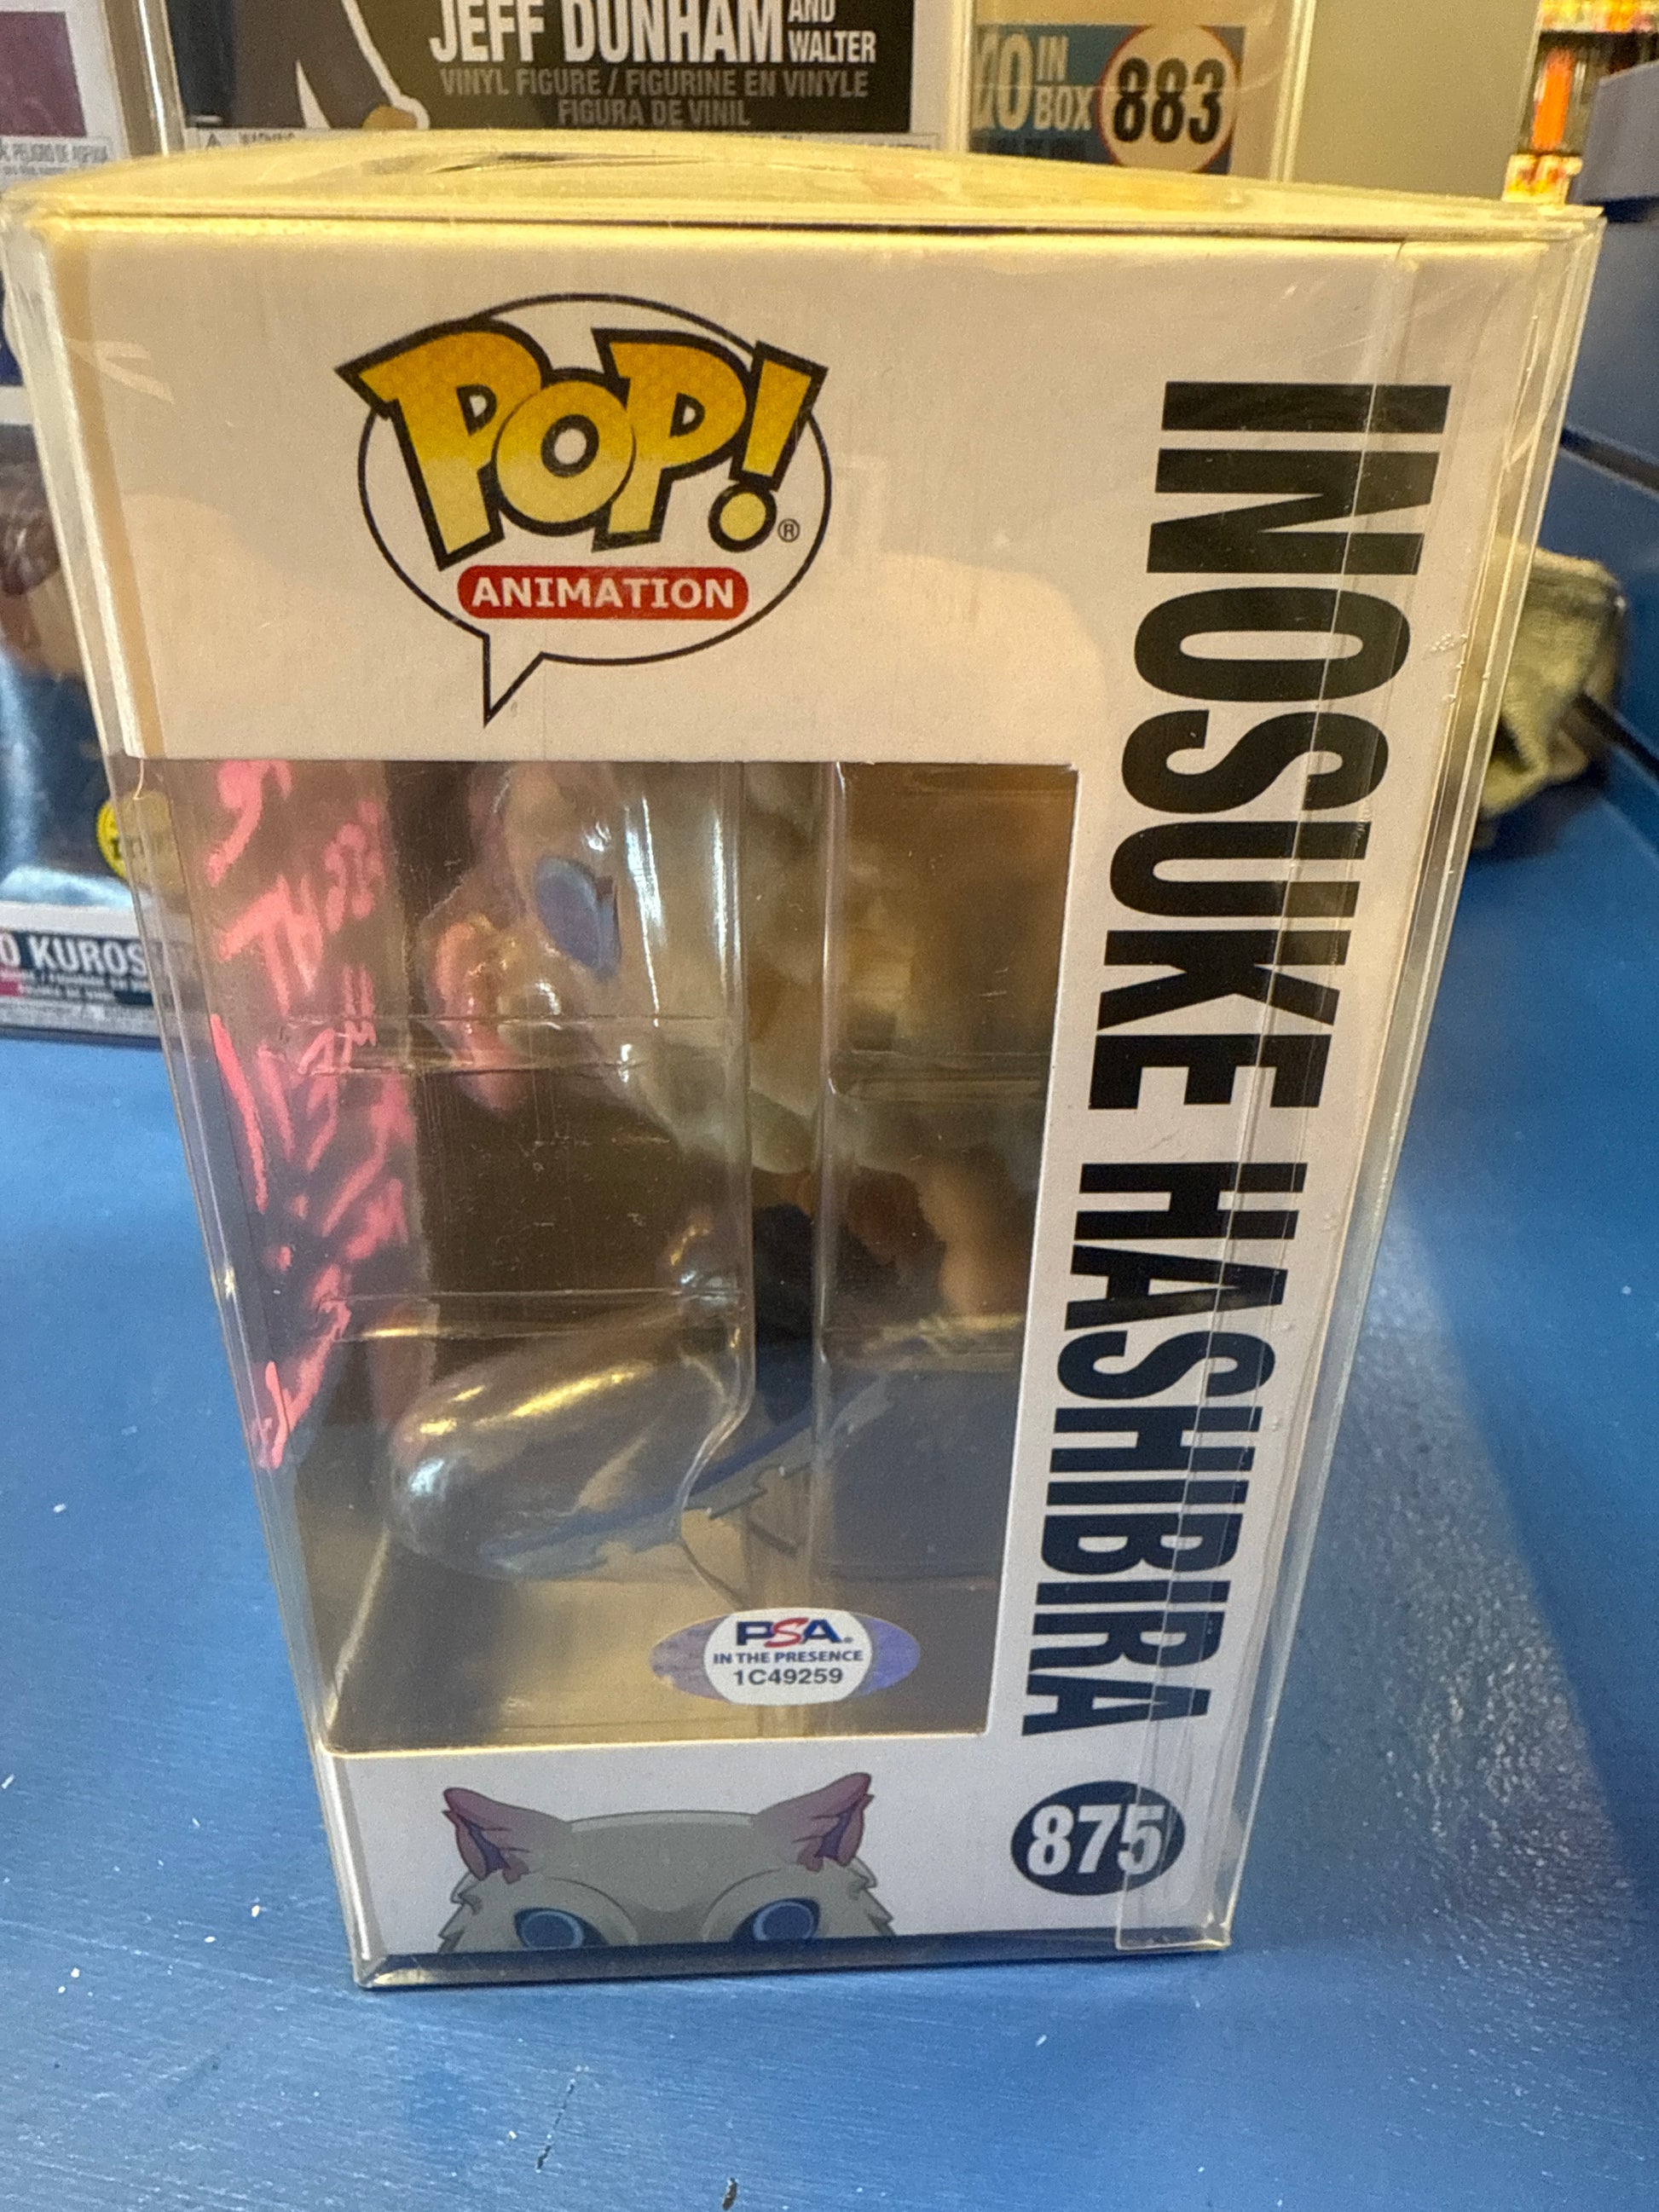 JEFF DUNHAM AND WALTER
VINYL FIGURE / FIGURINE EN VINYLE
FIGURA DE VINIL
IN BOX
883
POP!®
ANIMATION
INOSUKE HASHIBIRA
O KUROS
PSA
IN THE PRESENCE
1C49259
875